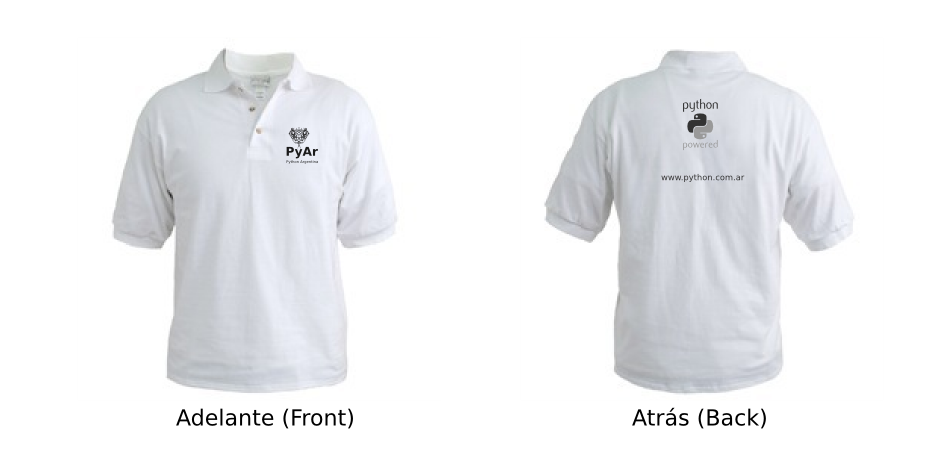 PyAr
Python Argentina
Adelante (Front)
python
powered
www.python.com.ar
Atrás (Back)